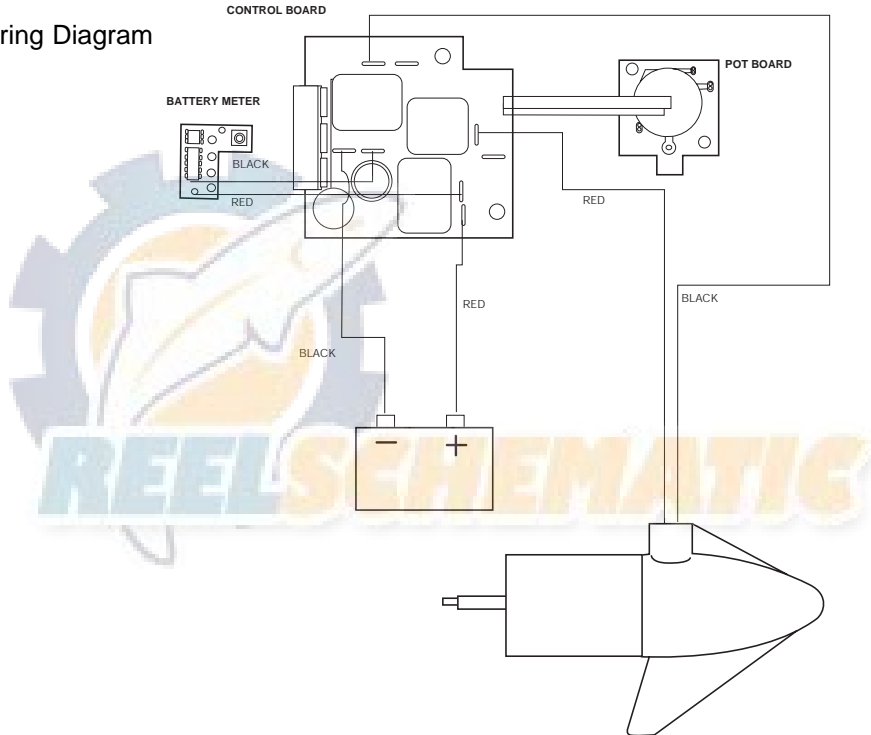 CONTROL BOARD
ring Diagram
POT BOARD
BATTERY METER
BLACK
RED
RED
BLACK
RED
BLACK
− +
REELSCHEMATIC